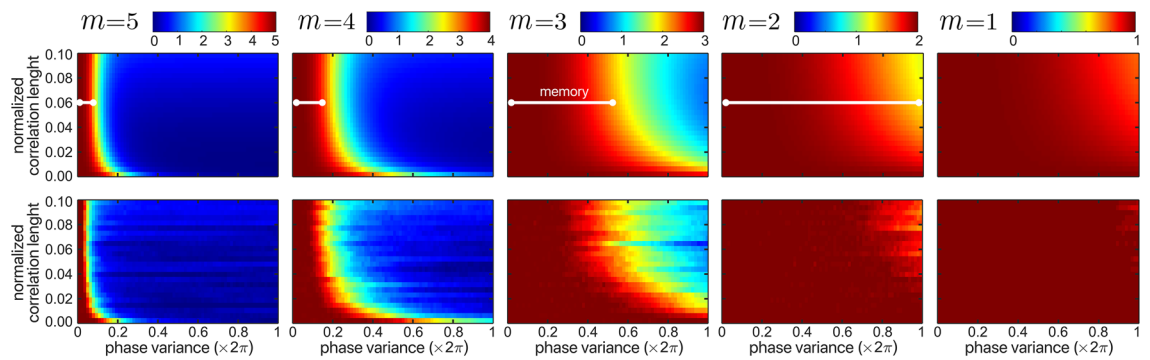 m=5 m=4 m=3 m=2 m=1
0 1 2 3 4 5 0 1 2 3 4 0 1 2 3 0 1 2 0 1
normalized
correlation lenght
0.10
0.08
0.06 memory
0.04
0.02
0.00
normalized
correlation lenght
0.10
0.08
0.06
0.04
0.02
0.00
0 0.2 0.4 0.6 0.8 1 0 0.2 0.4 0.6 0.8 1 0 0.2 0.4 0.6 0.8 1 0 0.2 0.4 0.6 0.8 1 0 0.2 0.4 0.6 0.8 1
phase variance (×2π) phase variance (×2π) phase variance (×2π) phase variance (×2π) phase variance (×2π)